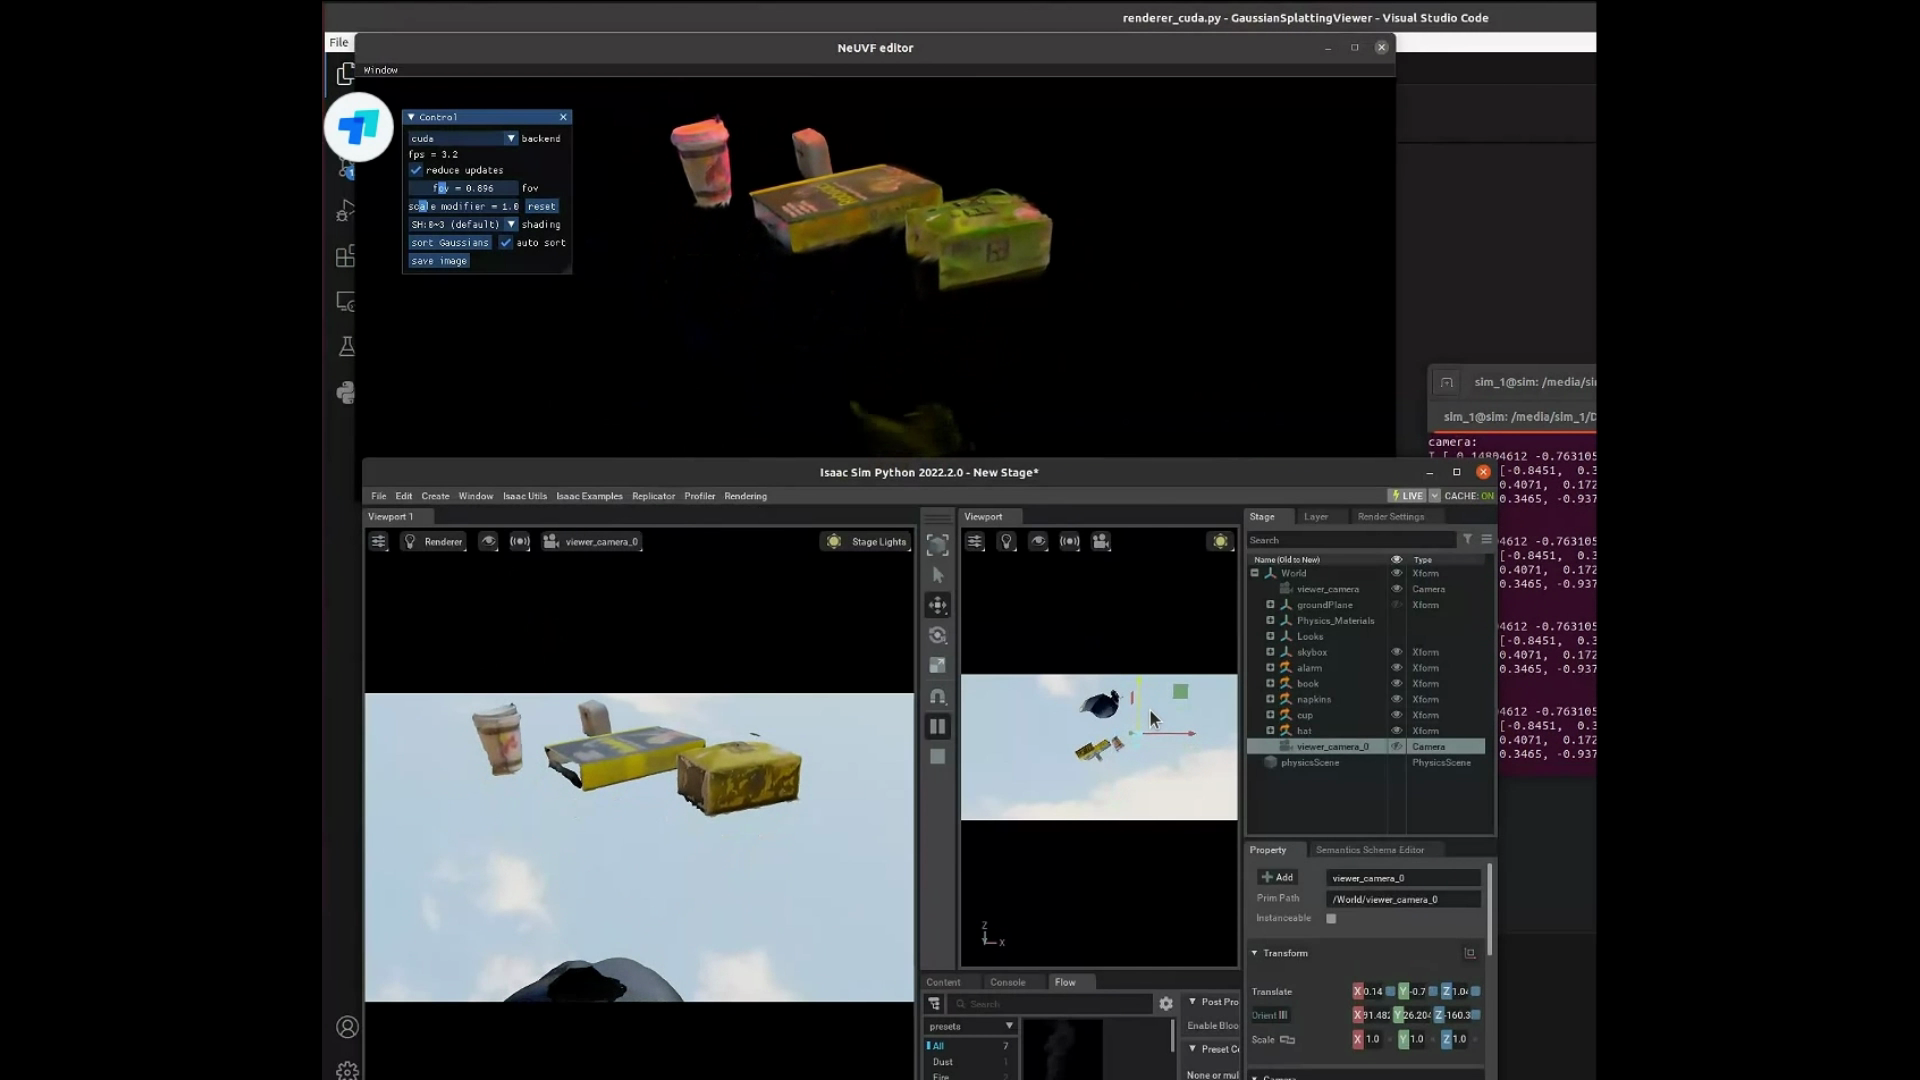 renderer_cuda.py - GaussianSplattingViewer - Visual Studio Code
File
NeUVF editor
Window
Control
cuda backend
fps = 3.2
reduce updates
fov = 0.896 fov
scale modifier = 1.0 reset
SH:0~3 (default) shading
sort Gaussians auto sort
save image
sim_1@sim: /media/si
sim_1@sim: /media/sim_1/D
camera:
Isaac Sim Python 2022.2.0 - New Stage*
File Edit Create Window Isaac Utils Isaac Examples Replicator Profiler Rendering
LIVE CACHE: ON
Viewport 1
Viewport
Stage Layer Render Settings
Renderer
viewer_camera_0
Stage Lights
Search
Name (Old to New) Type
World Xform
viewer_camera Camera
groundPlane Xform
Physics_Materials
Looks
skybox Xform
alarm Xform
book Xform
napkins Xform
cup Xform
hat Xform
viewer_camera_0 Camera
physicsScene PhysicsScene
[-0.8451, 0.3
0.4071, 0.172
0.3465, -0.937
4612 -0.763105
[-0.8451, 0.3
0.4071, 0.172
0.3465, -0.937
4612 -0.763105
[-0.8451, 0.3
0.4071, 0.172
0.3465, -0.937
4612 -0.763105
[-0.8451, 0.3
0.4071, 0.172
0.3465, -0.937
Z
X
Property Semantics Schema Editor
Add viewer_camera_0
Prim Path /World/viewer_camera_0
Instanceable
Transform
Translate X 0.14 Y -0.7 Z 1.0
Orient X 91.482 Y 26.204 Z -160.3
Scale X 1.0 Y 1.0 Z 1.0
Content Console Flow
Search
presets
All 7
Dust 1
Fire
Post Pro
Enable Bloo
Preset C
None or mul